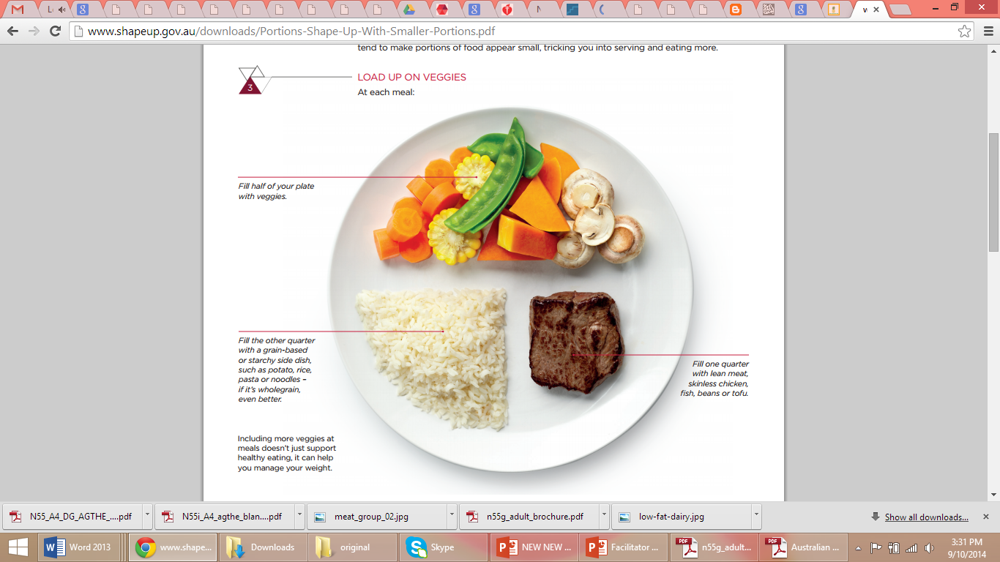 L
N
v
www.shapeup.gov.au/downloads/Portions-Shape-Up-With-Smaller-Portions.pdf
tend to make portions of food appear small, tricking you into serving and eating more.
3
LOAD UP ON VEGGIES
At each meal:
Fill half of your plate
with veggies.
Fill the other quarter
with a grain-based
or starchy side dish,
such as potato, rice,
pasta or noodles –
if it's wholegrain,
even better.
Fill one quarter
with lean meat,
skinless chicken,
fish, beans or tofu.
Including more veggies at
meals doesn't just support
healthy eating, it can help
you manage your weight.
N55_A4_DG_AGTHE_....pdf
N55i_A4_agthe_blan....pdf
meat_group_02.jpg
n55g_adult_brochure.pdf
low-fat-dairy.jpg
Show all downloads...
Word 2013
www.shape...
Downloads
original
Skype
NEW NEW ...
Facilitator ...
n55g_adult...
Australian ...
3:31 PM
9/10/2014